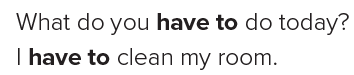 What do you have to do today?
I have to clean my room.